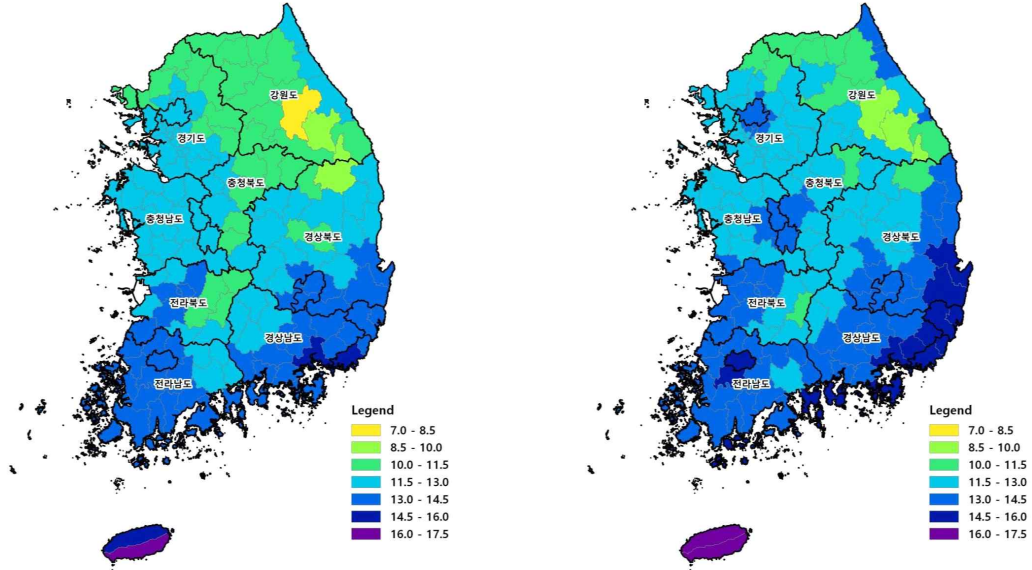 강원도
경기도
충청북도
충청남도
경상북도
전라북도
경상남도
전라남도
Legend
7.0 - 8.5
8.5 - 10.0
10.0 - 11.5
11.5 - 13.0
13.0 - 14.5
14.5 - 16.0
16.0 - 17.5
강원도
경기도
충청북도
충청남도
경상북도
전라북도
경상남도
전라남도
Legend
7.0 - 8.5
8.5 - 10.0
10.0 - 11.5
11.5 - 13.0
13.0 - 14.5
14.5 - 16.0
16.0 - 17.5